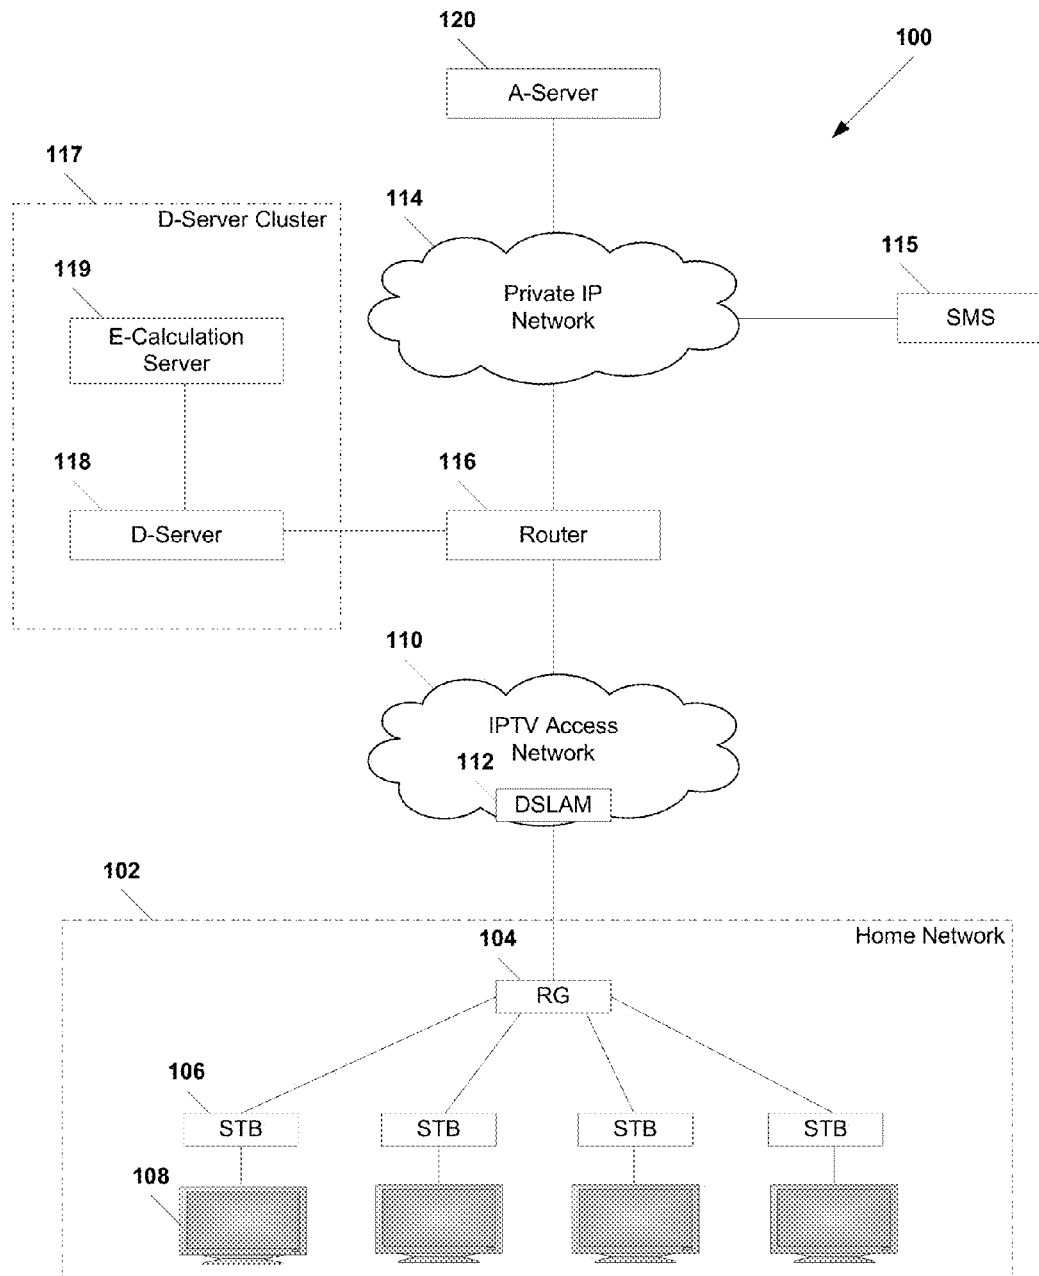 120
100
A-Server
117
114
D-Server Cluster
115
119
Private IP
Network
SMS
E-Calculation
Server
118
116
D-Server
Router
110
IPTV Access
Network
112
DSLAM
102
104
Home Network
RG
106
STB
STB
STB
STB
108